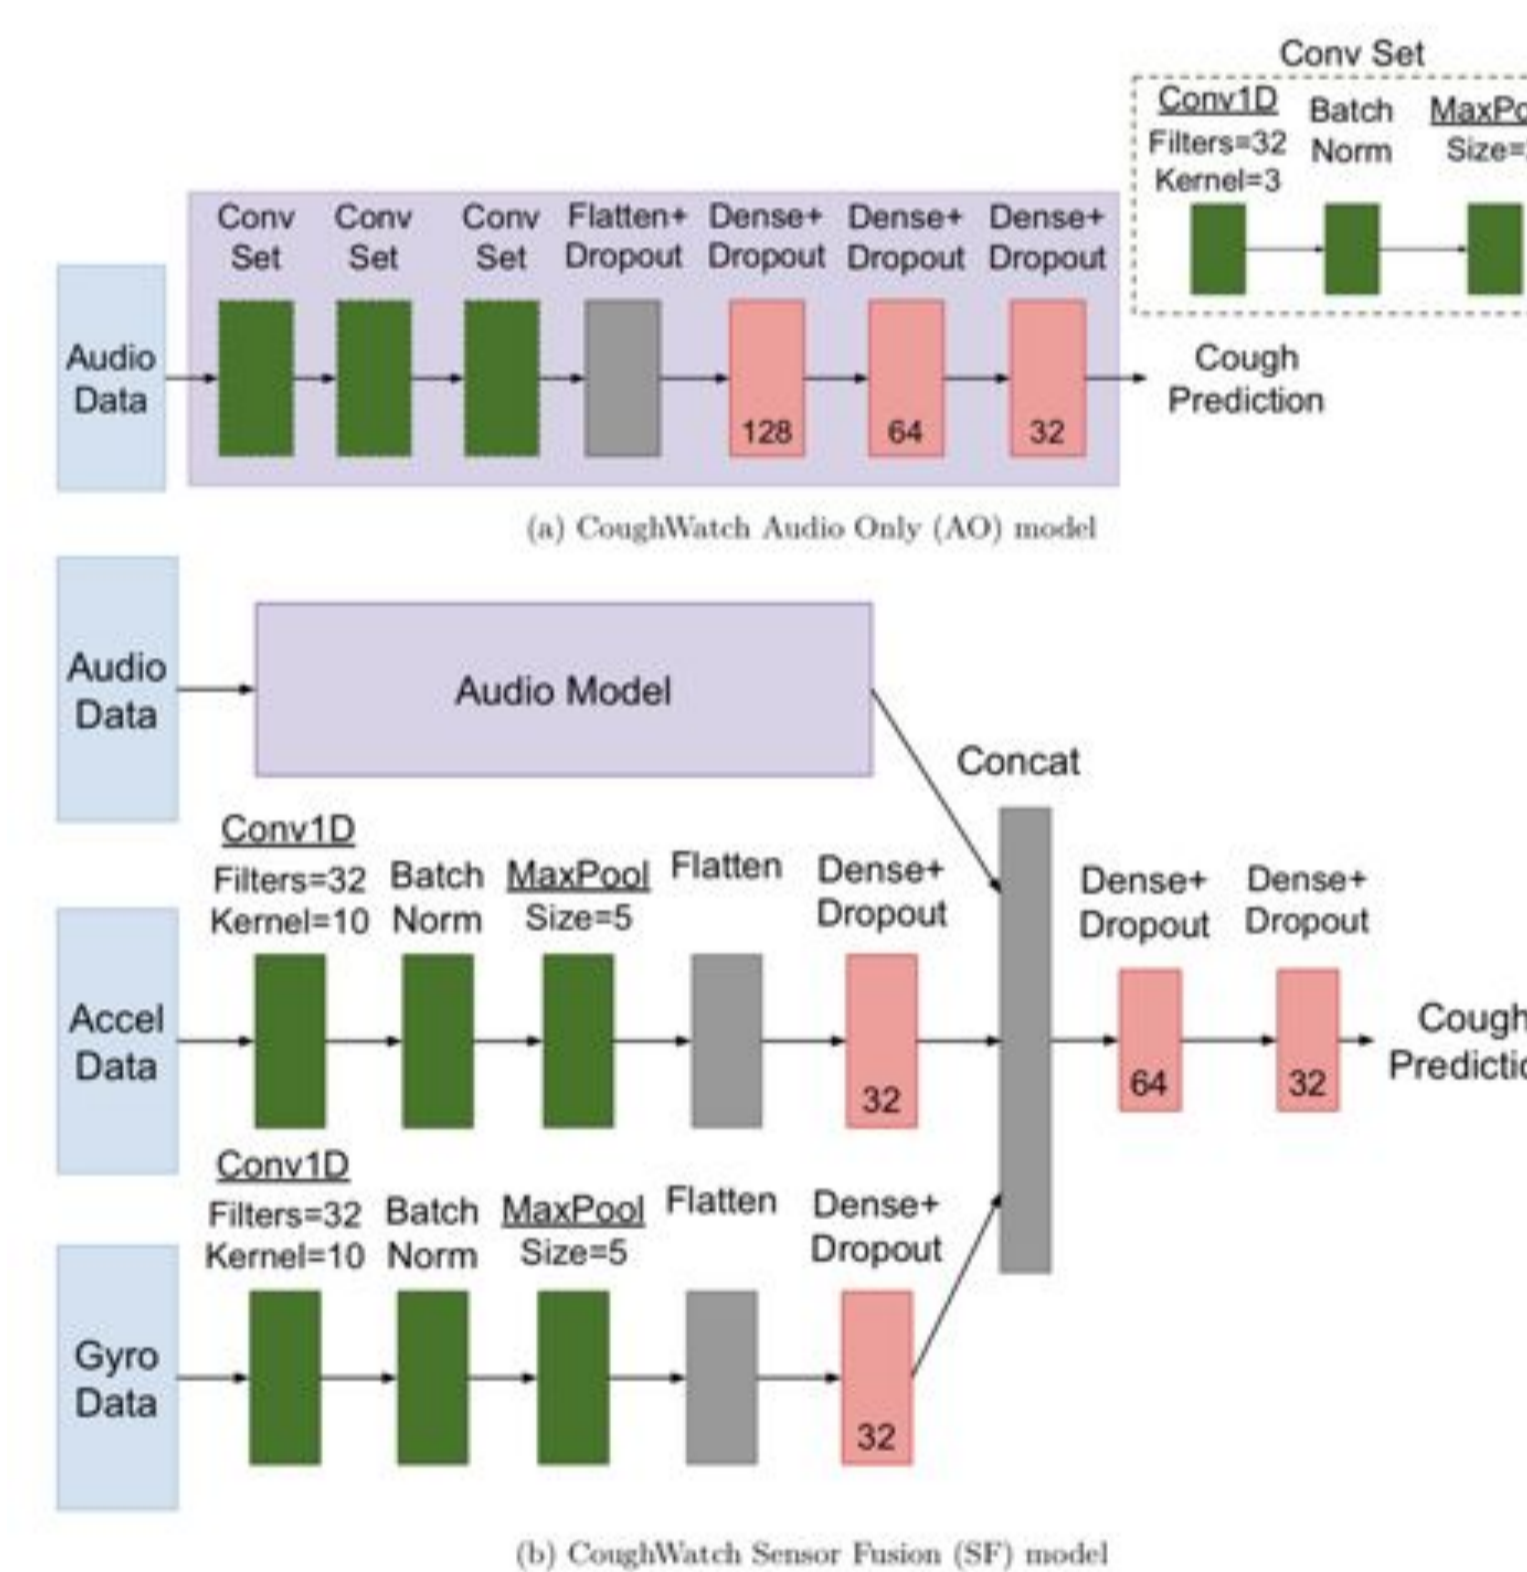 Conv Set
Conv1D
Filters=32
Kernel=3
Batch
Norm
MaxPo
Size=
Conv
Set
Conv
Set
Conv
Set
Flatten+
Dropout
Dense+
Dropout
Dense+
Dropout
Dense+
Dropout
Audio
Data
128
64
32
Cough
Prediction
(a) CoughWatch Audio Only (AO) model
Audio
Data
Audio Model
Concat
Conv1D
Filters=32
Kernel=10
Batch
Norm
MaxPool
Size=5
Flatten
Dense+
Dropout
Dense+
Dropout
Dense+
Dropout
Accel
Data
32
64
32
Cough
Predictio
Conv1D
Filters=32
Kernel=10
Batch
Norm
MaxPool
Size=5
Flatten
Dense+
Dropout
Gyro
Data
32
(b) CoughWatch Sensor Fusion (SF) model